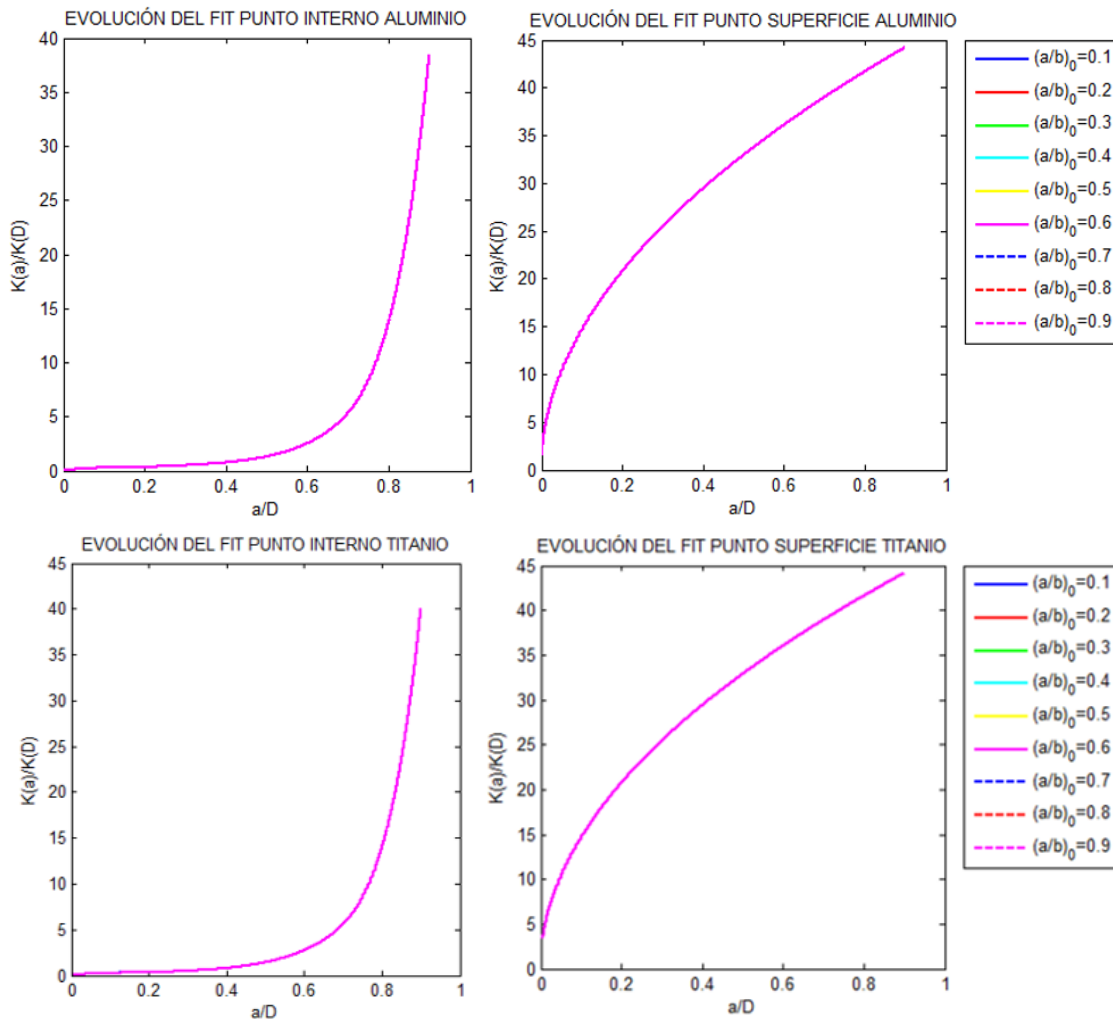 EVOLUCIÓN DEL FIT PUNTO INTERNO ALUMINIO
40
35
30
25
20
15
10
5
0
K(a)/K(D)
0 0.2 0.4 0.6 0.8 1
a/D
EVOLUCIÓN DEL FIT PUNTO SUPERFICIE ALUMINIO
45
40
35
30
25
20
15
10
5
0
K(a)/K(D)
0 0.2 0.4 0.6 0.8 1
a/D
(a/b)0=0.1
(a/b)0=0.2
(a/b)0=0.3
(a/b)0=0.4
(a/b)0=0.5
(a/b)0=0.6
(a/b)0=0.7
(a/b)0=0.8
(a/b)0=0.9
EVOLUCIÓN DEL FIT PUNTO INTERNO TITANIO
45
40
35
30
25
20
15
10
5
0
K(a)/K(D)
0 0.2 0.4 0.6 0.8 1
a/D
EVOLUCIÓN DEL FIT PUNTO SUPERFICIE TITANIO
45
40
35
30
25
20
15
10
5
0
K(a)/K(D)
0 0.2 0.4 0.6 0.8 1
a/D
(a/b)0=0.1
(a/b)0=0.2
(a/b)0=0.3
(a/b)0=0.4
(a/b)0=0.5
(a/b)0=0.6
(a/b)0=0.7
(a/b)0=0.8
(a/b)0=0.9